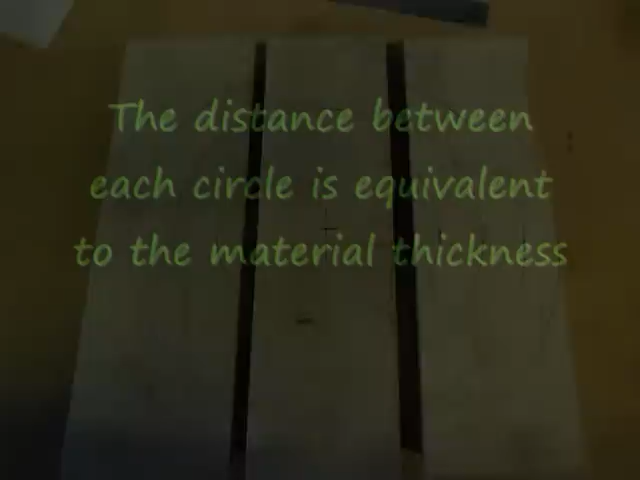 The distance between
each circle is equivalent
to the material thickness